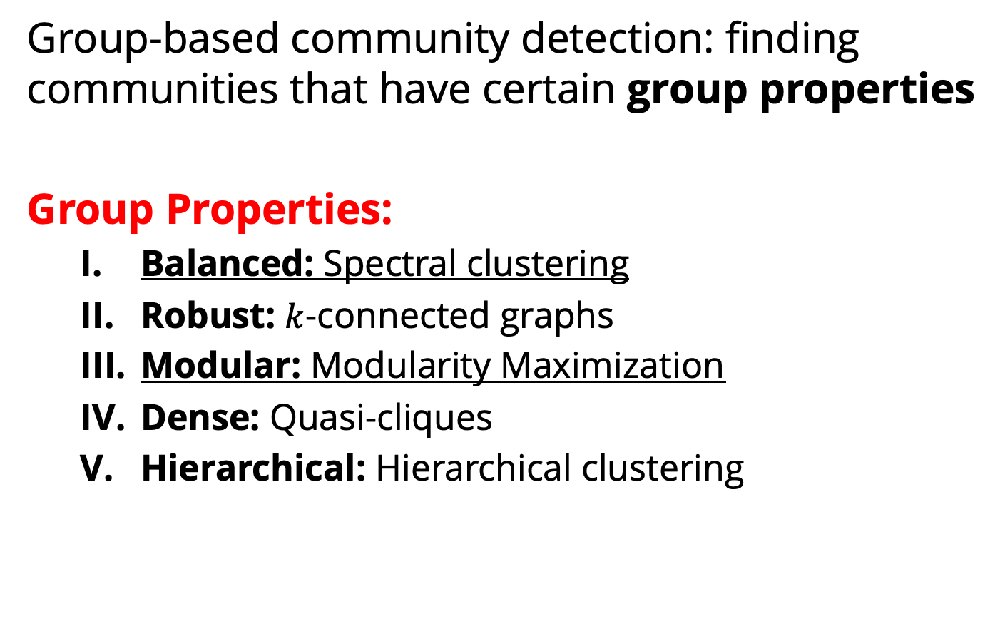 Group-based community detection: finding
communities that have certain group properties
Group Properties:
I. Balanced: Spectral clustering
II. Robust: k-connected graphs
III. Modular: Modularity Maximization
IV. Dense: Quasi-cliques
V. Hierarchical: Hierarchical clustering